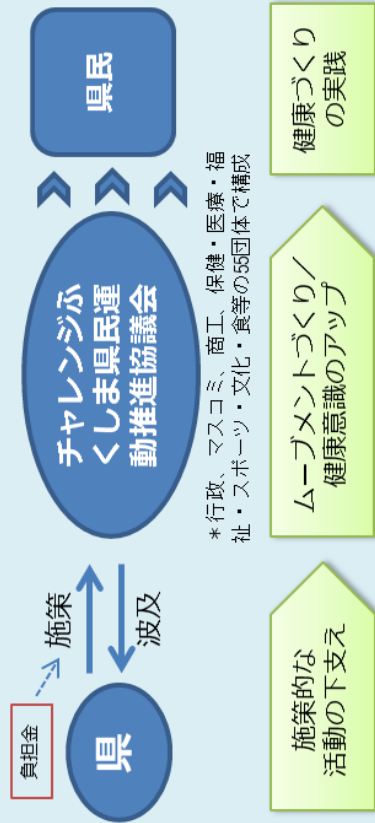 負担金
県
施策
波及
チャレンジふ
くしま県民運
動推進協議会
県民
*行政、マスコミ、商工、保健・医療・福
祉・スポーツ・文化・食等の55団体で構成
施策的な
活動の下支え
ムーブメントづくり/
健康意識のアップ
健康づくり
の実践